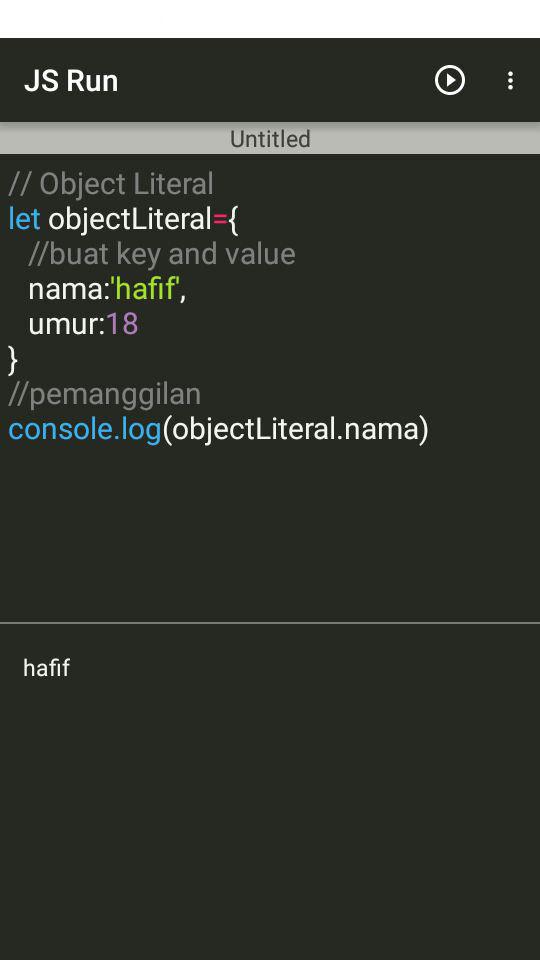 JS Run
Untitled
// Object Literal
let objectLiteral={
//buat key and value
nama:'hafif',
umur:18
}
//pemanggilan
console.log(objectLiteral.nama)
hafif